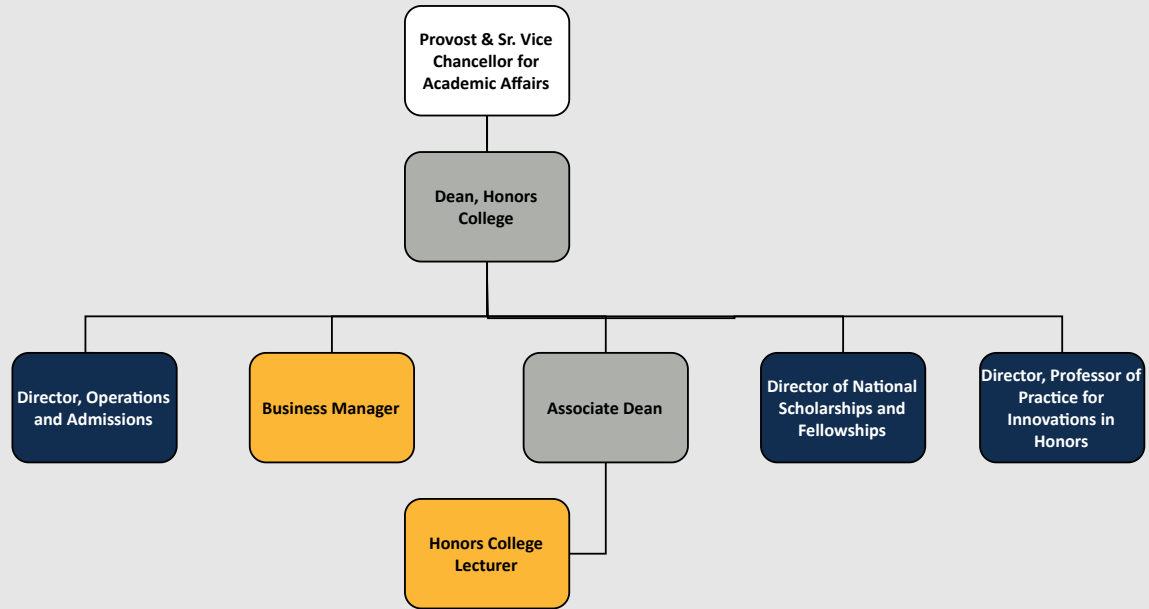 Provost & Sr. Vice
Chancellor for
Academic Affairs
Dean, Honors
College
Director, Operations
and Admissions
Business Manager
Associate Dean
Director of National
Scholarships and
Fellowships
Director, Professor of
Practice for
Innovations in
Honors
Honors College
Lecturer